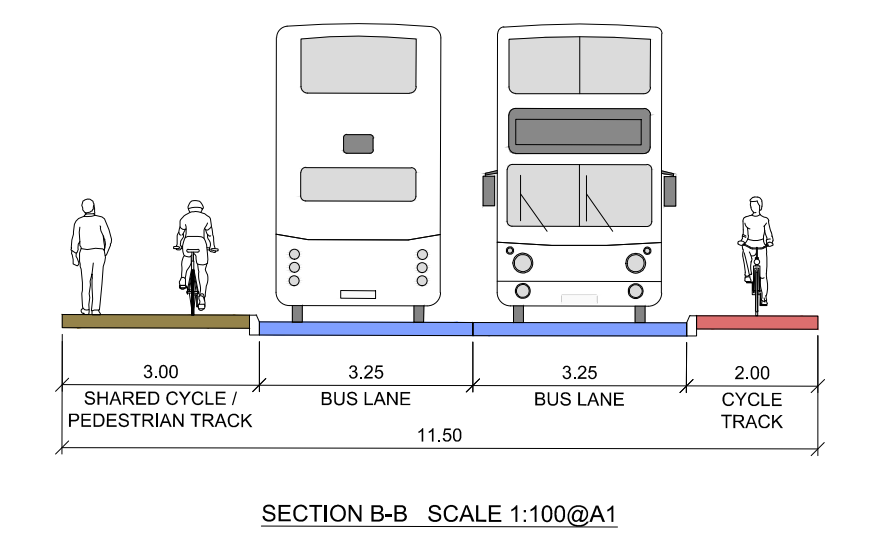 3.00
3.25
3.25
2.00
SHARED CYCLE /
PEDESTRIAN TRACK
BUS LANE
BUS LANE
CYCLE
TRACK
11.50
SECTION B-B SCALE 1:100@A1